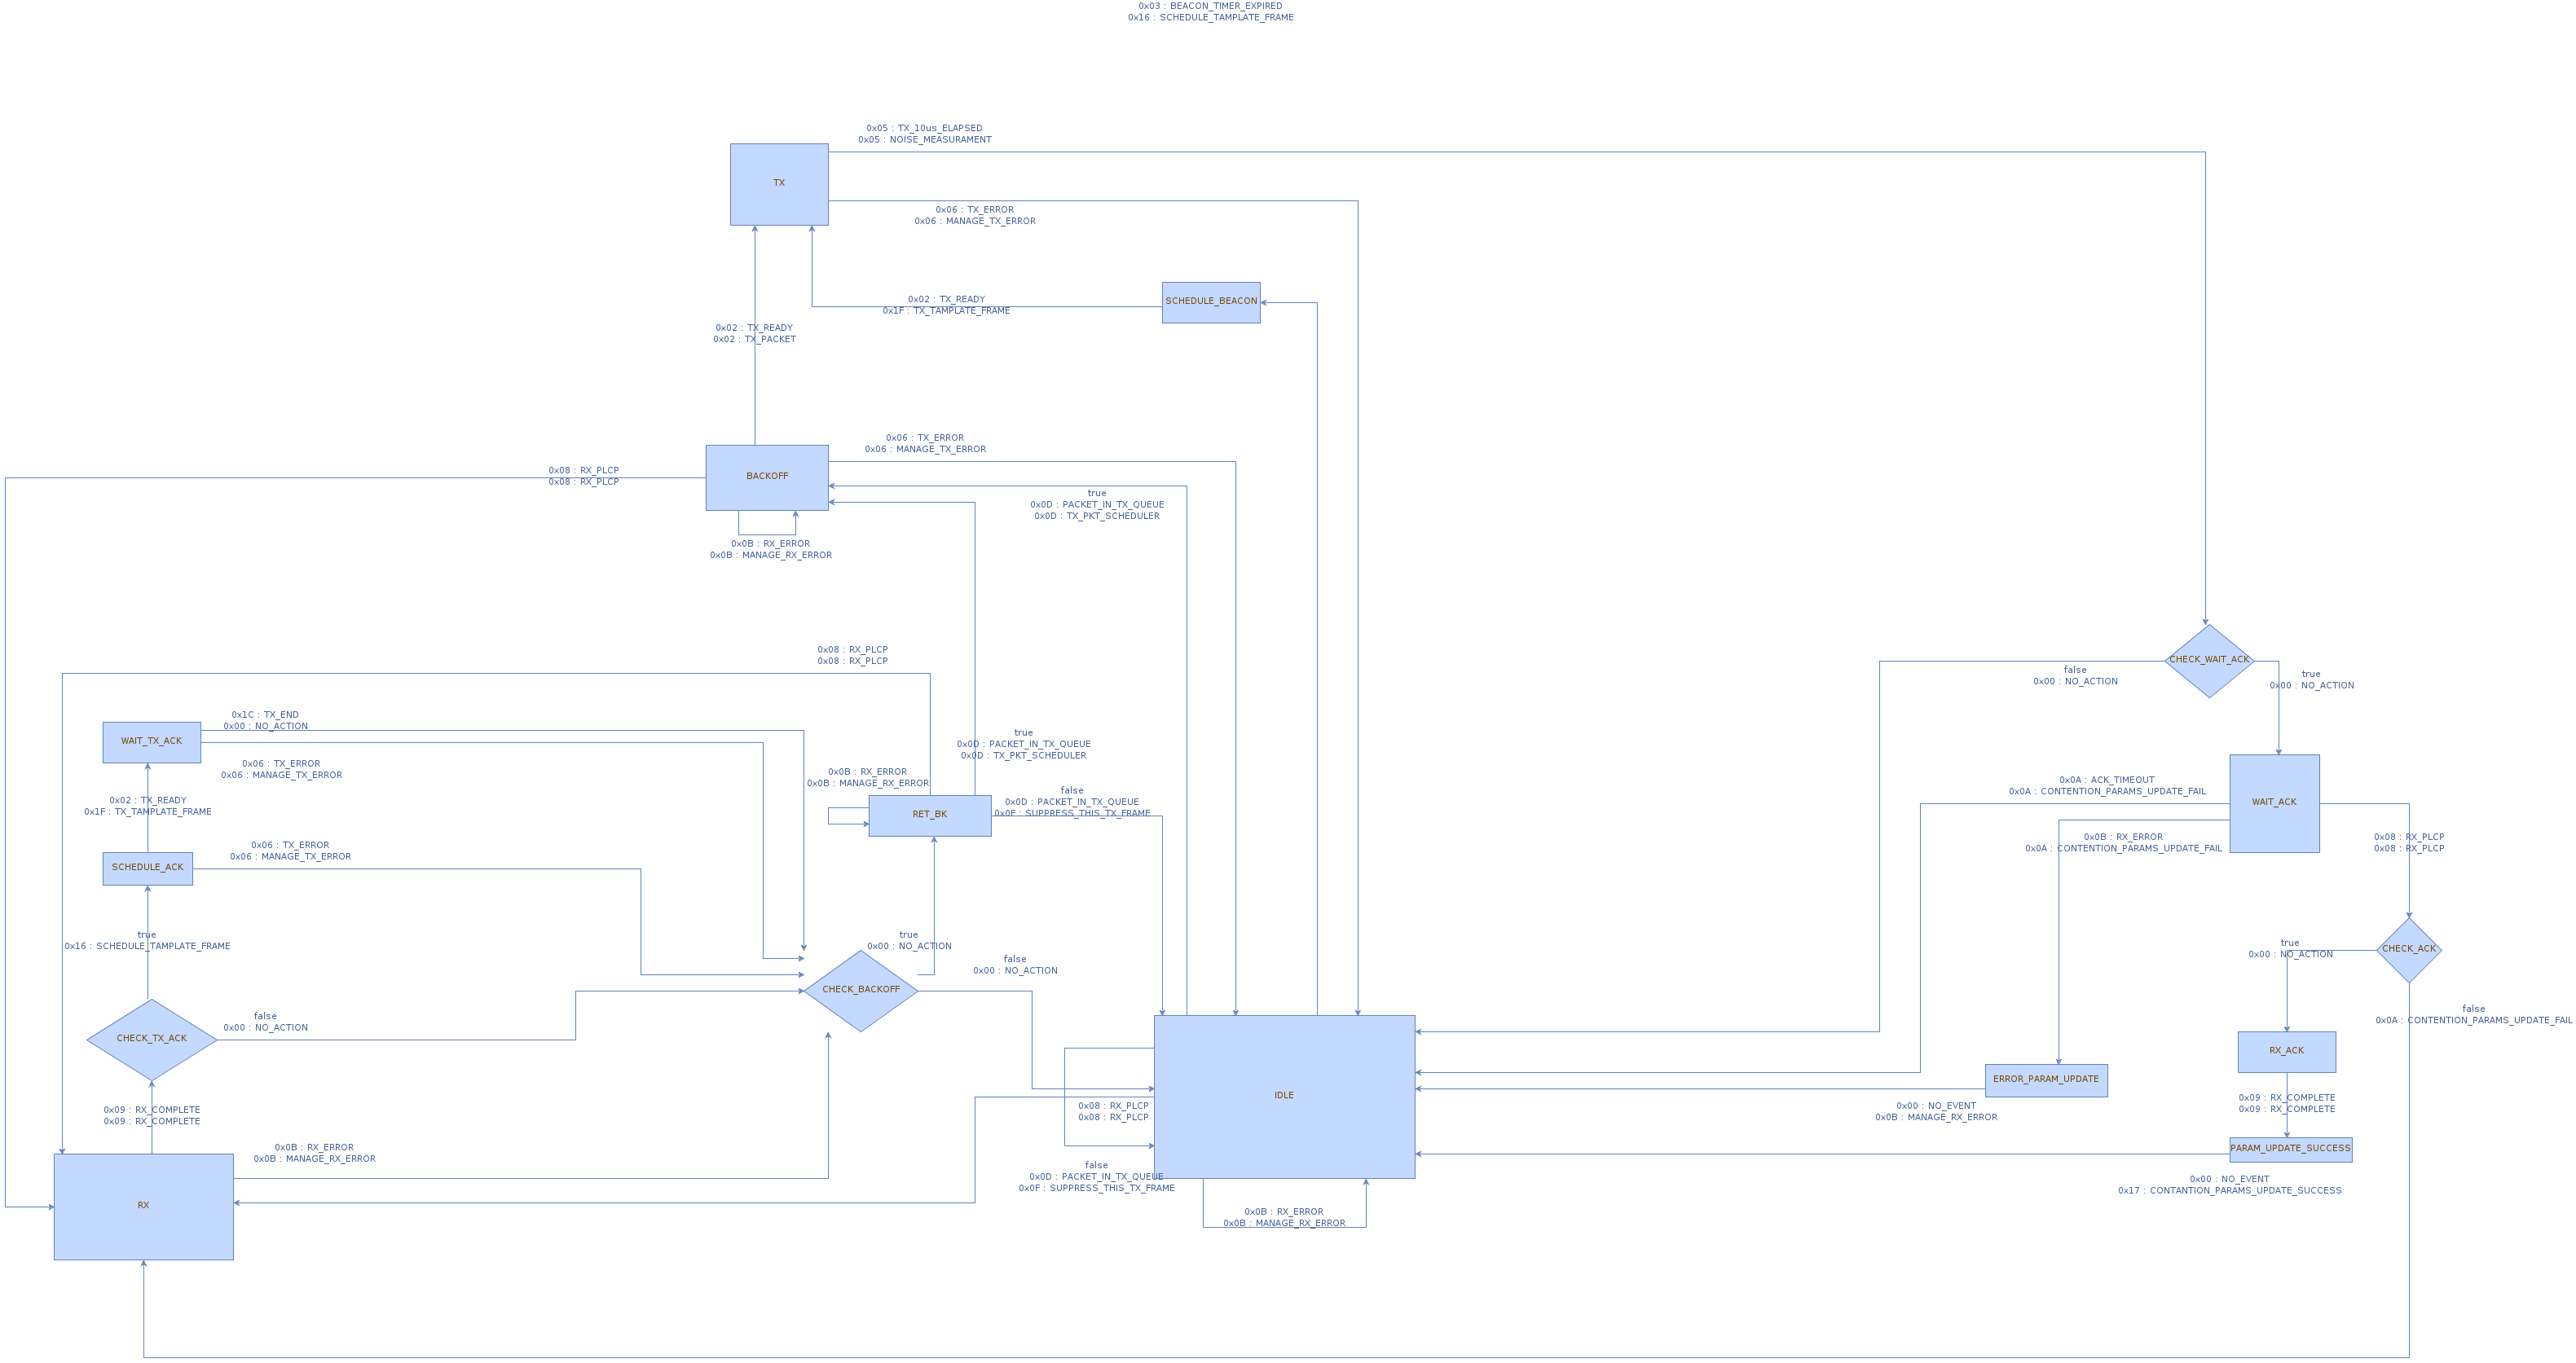 0x03 : BEACON_TIMER_EXPIRED
0x16 : SCHEDULE_TAMPLATE_FRAME
0x05 : TX_10us_ELAPSED
0x05 : NOISE_MEASURAMENT
TX
0x06 : TX_ERROR
0x06 : MANAGE_TX_ERROR
SCHEDULE_BEACON
0x02 : TX_READY
0x1F : TX_TAMPLATE_FRAME
0x02 : TX_READY
0x02 : TX_PACKET
0x06 : TX_ERROR
0x06 : MANAGE_TX_ERROR
0x08 : RX_PLCP
0x08 : RX_PLCP
BACKOFF
true
0x0D : PACKET_IN_TX_QUEUE
0x0D : TX_PKT_SCHEDULER
0x0B : RX_ERROR
0x0B : MANAGE_RX_ERROR
0x08 : RX_PLCP
0x08 : RX_PLCP
CHECK_WAIT_ACK
false
0x00 : NO_ACTION
true
0x00 : NO_ACTION
0x1C : TX_END
0x00 : NO_ACTION
WAIT_TX_ACK
true
0x0D : PACKET_IN_TX_QUEUE
0x0D : TX_PKT_SCHEDULER
0x06 : TX_ERROR
0x06 : MANAGE_TX_ERROR
0x0B : RX_ERROR
0x0B : MANAGE_RX_ERROR
0x0A : ACK_TIMEOUT
0x0A : CONTENTION_PARAMS_UPDATE_FAIL
false
0x0D : PACKET_IN_TX_QUEUE
0x0F : SUPPRESS_THIS_TX_FRAME
WAIT_ACK
0x02 : TX_READY
0x1F : TX_TAMPLATE_FRAME
RET_BK
0x0B : RX_ERROR
0x0A : CONTENTION_PARAMS_UPDATE_FAIL
0x08 : RX_PLCP
0x08 : RX_PLCP
0x06 : TX_ERROR
0x06 : MANAGE_TX_ERROR
SCHEDULE_ACK
true
0x16 : SCHEDULE_TAMPLATE_FRAME
true
0x00 : NO_ACTION
true
0x00 : NO_ACTION
CHECK_ACK
false
0x00 : NO_ACTION
CHECK_BACKOFF
false
0x00 : NO_ACTION
false
0x0A : CONTENTION_PARAMS_UPDATE_FAIL
CHECK_TX_ACK
RX_ACK
ERROR_PARAM_UPDATE
IDLE
0x09 : RX_COMPLETE
0x09 : RX_COMPLETE
0x08 : RX_PLCP
0x08 : RX_PLCP
0x00 : NO_EVENT
0x0B : MANAGE_RX_ERROR
0x09 : RX_COMPLETE
0x09 : RX_COMPLETE
0x0B : RX_ERROR
0x0B : MANAGE_RX_ERROR
PARAM_UPDATE_SUCCESS
false
0x0D : PACKET_IN_TX_QUEUE
0x0F : SUPPRESS_THIS_TX_FRAME
0x00 : NO_EVENT
0x17 : CONTANTION_PARAMS_UPDATE_SUCCESS
RX
0x0B : RX_ERROR
0x0B : MANAGE_RX_ERROR